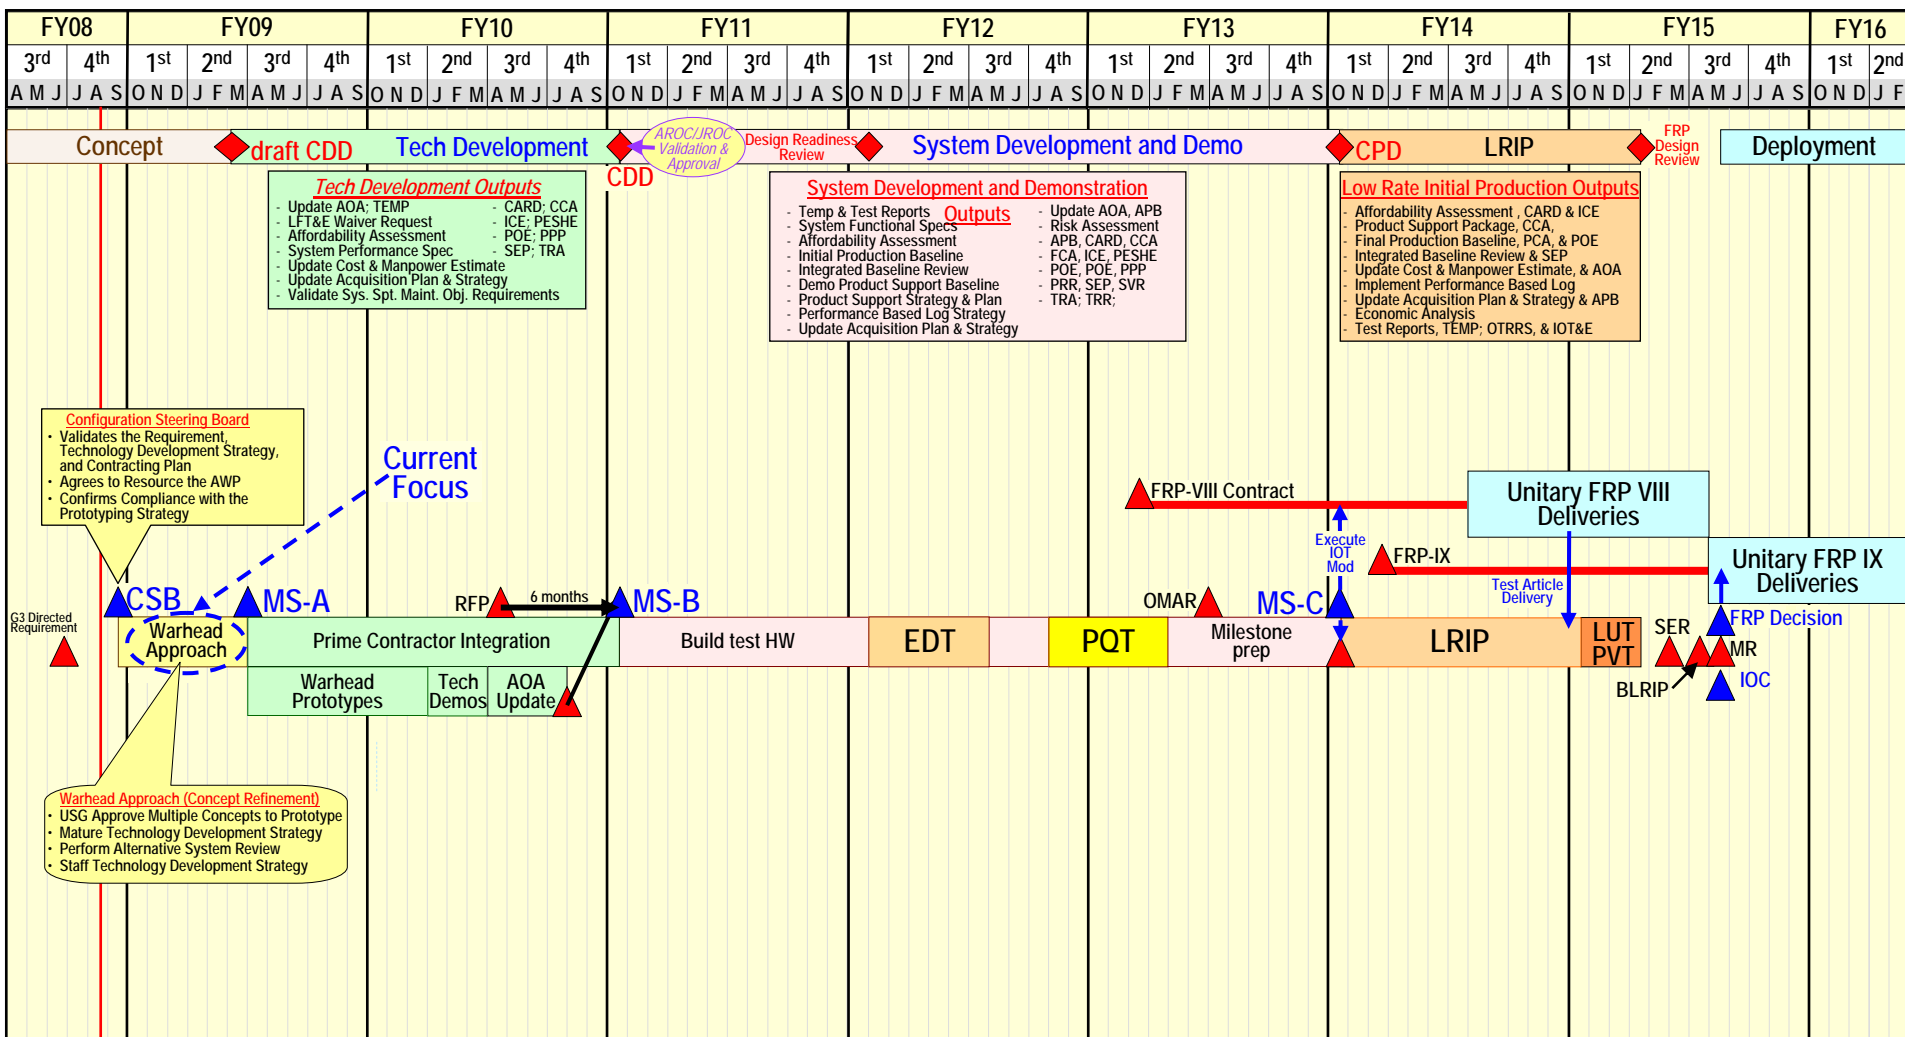 FY08 FY09 FY10 FY11 FY12 FY13 FY14 FY15 FY16
3rd 4th 1st 2nd 3rd 4th 1st 2nd 3rd 4th 1st 2nd 3rd 4th 1st 2nd 3rd 4th 1st 2nd 3rd 4th 1st 2nd 3rd 4th 1st 2nd 3rd 4th 1st 2nd
A M J J A S O N D J F M A M J J A S O N D J F M A M J J A S O N D J F M A M J J A S O N D J F M A M J J A S O N D J F M A M J J A S O N D J F M A M J J A S O N D J F M A M J J A S O N D J F
Concept
draft CDD
Tech Development
CDD
AROC/JROC
Validation &
Approval
Design Readiness
Review
System Development and Demo
CPD
LRIP
FRP
Design
Review
Deployment
Tech Development Outputs
- Update AOA; TEMP
- LFT&E Waiver Request
- Affordability Assessment
- System Performance Spec
- Update Cost & Manpower Estimate
- Update Acquisition Plan & Strategy
- Validate Sys. Spt. Maint. Obj. Requirements
- CARD; CCA
- ICE; PESHE
- POE; PPP
- SEP; TRA
System Development and Demonstration
Outputs
- Temp & Test Reports
- System Functional Specs
- Affordability Assessment
- Initial Production Baseline
- Integrated Baseline Review
- Demo Product Support Baseline
- Product Support Strategy & Plan
- Performance Based Log Strategy
- Update Acquisition Plan & Strategy
- Update AOA, APB
- Risk Assessment
- APB, CARD, CCA
- FCA, ICE, PESHE
- POE, POE, PPP
- PRR, SEP, SVR
- TRA; TRR;
Low Rate Initial Production Outputs
- Affordability Assessment , CARD & ICE
- Product Support Package, CCA,
- Final Production Baseline, PCA, & POE
- Integrated Baseline Review & SEP
- Update Cost & Manpower Estimate, & AOA
- Implement Performance Based Log
- Update Acquisition Plan & Strategy & APB
- Economic Analysis
- Test Reports, TEMP; OTRRS, & IOT&E
Configuration Steering Board
• Validates the Requirement,
Technology Development Strategy,
and Contracting Plan
• Agrees to Resource the AWP
• Confirms Compliance with the
Prototyping Strategy
Current
Focus
FRP-VIII Contract
Unitary FRP VIII
Deliveries
Execute
IOT
Mod
FRP-IX
Test Article
Delivery
Unitary FRP IX
Deliveries
G3 Directed
Requirement
CSB
MS-A
RFP
6 months
MS-B
OMAR
MS-C
FRP Decision
Warhead
Approach
Prime Contractor Integration
Build test HW
EDT
PQT
Milestone
prep
LRIP
LUT
PVT
SER
BLRIP
MR
IOC
Warhead
Prototypes
Tech
Demos
AOA
Update
Warhead Approach (Concept Refinement)
• USG Approve Multiple Concepts to Prototype
• Mature Technology Development Strategy
• Perform Alternative System Review
• Staff Technology Development Strategy